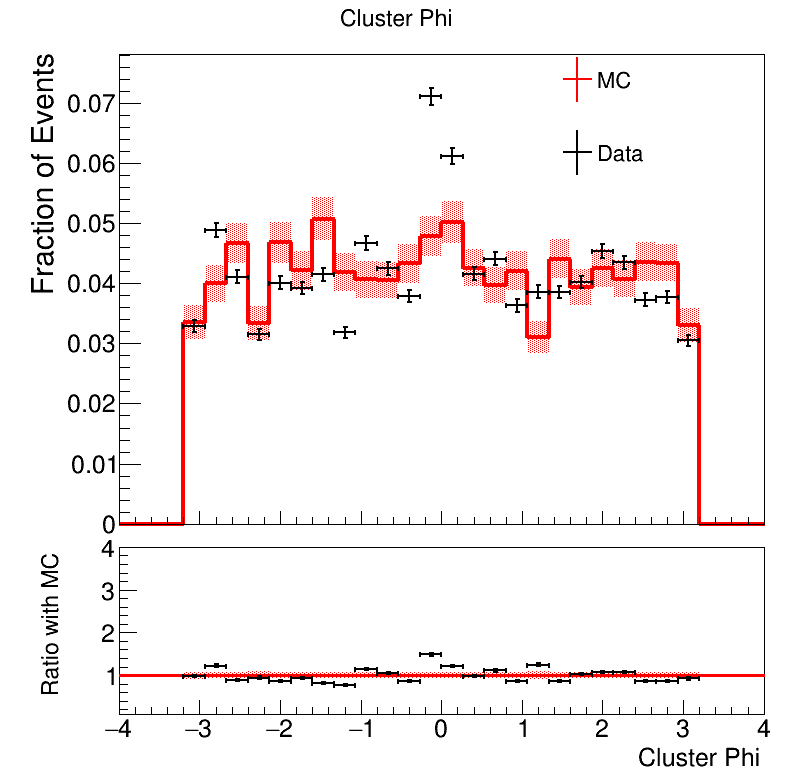 Cluster Phi
Fraction of Events
0.07
0.06
0.05
0.04
0.03
0.02
0.01
0
MC
Data
Ratio with MC
4
3
2
1
−4 −3 −2 −1 0 1 2 3 4
Cluster Phi